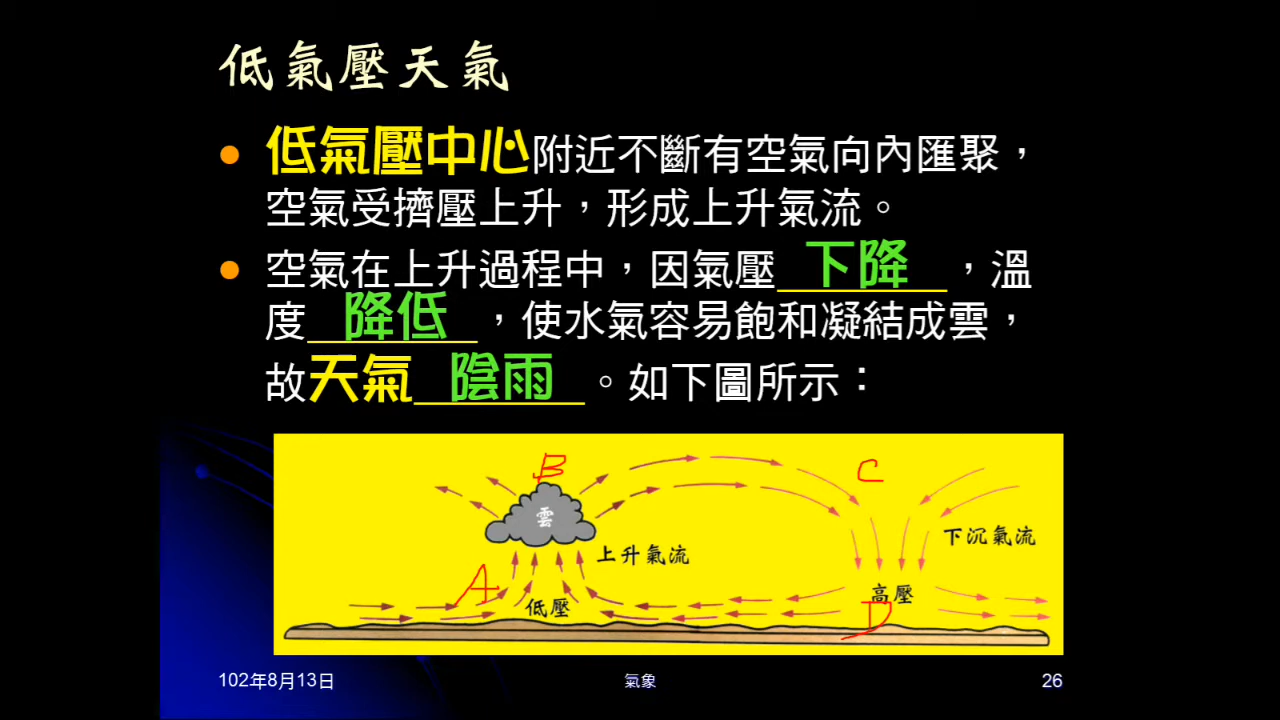 低氣壓天氣
低氣壓中心附近不斷有空氣向內匯聚，
空氣受擠壓上升，形成上升氣流。
空氣在上升過程中，因氣壓下降，溫
度降低，使水氣容易飽和凝結成雲，
故天氣陰雨。如下圖所示：
B
C
雲
下沉氣流
上升氣流
A
高壓
低壓
D
102年8月13日
氣象
26